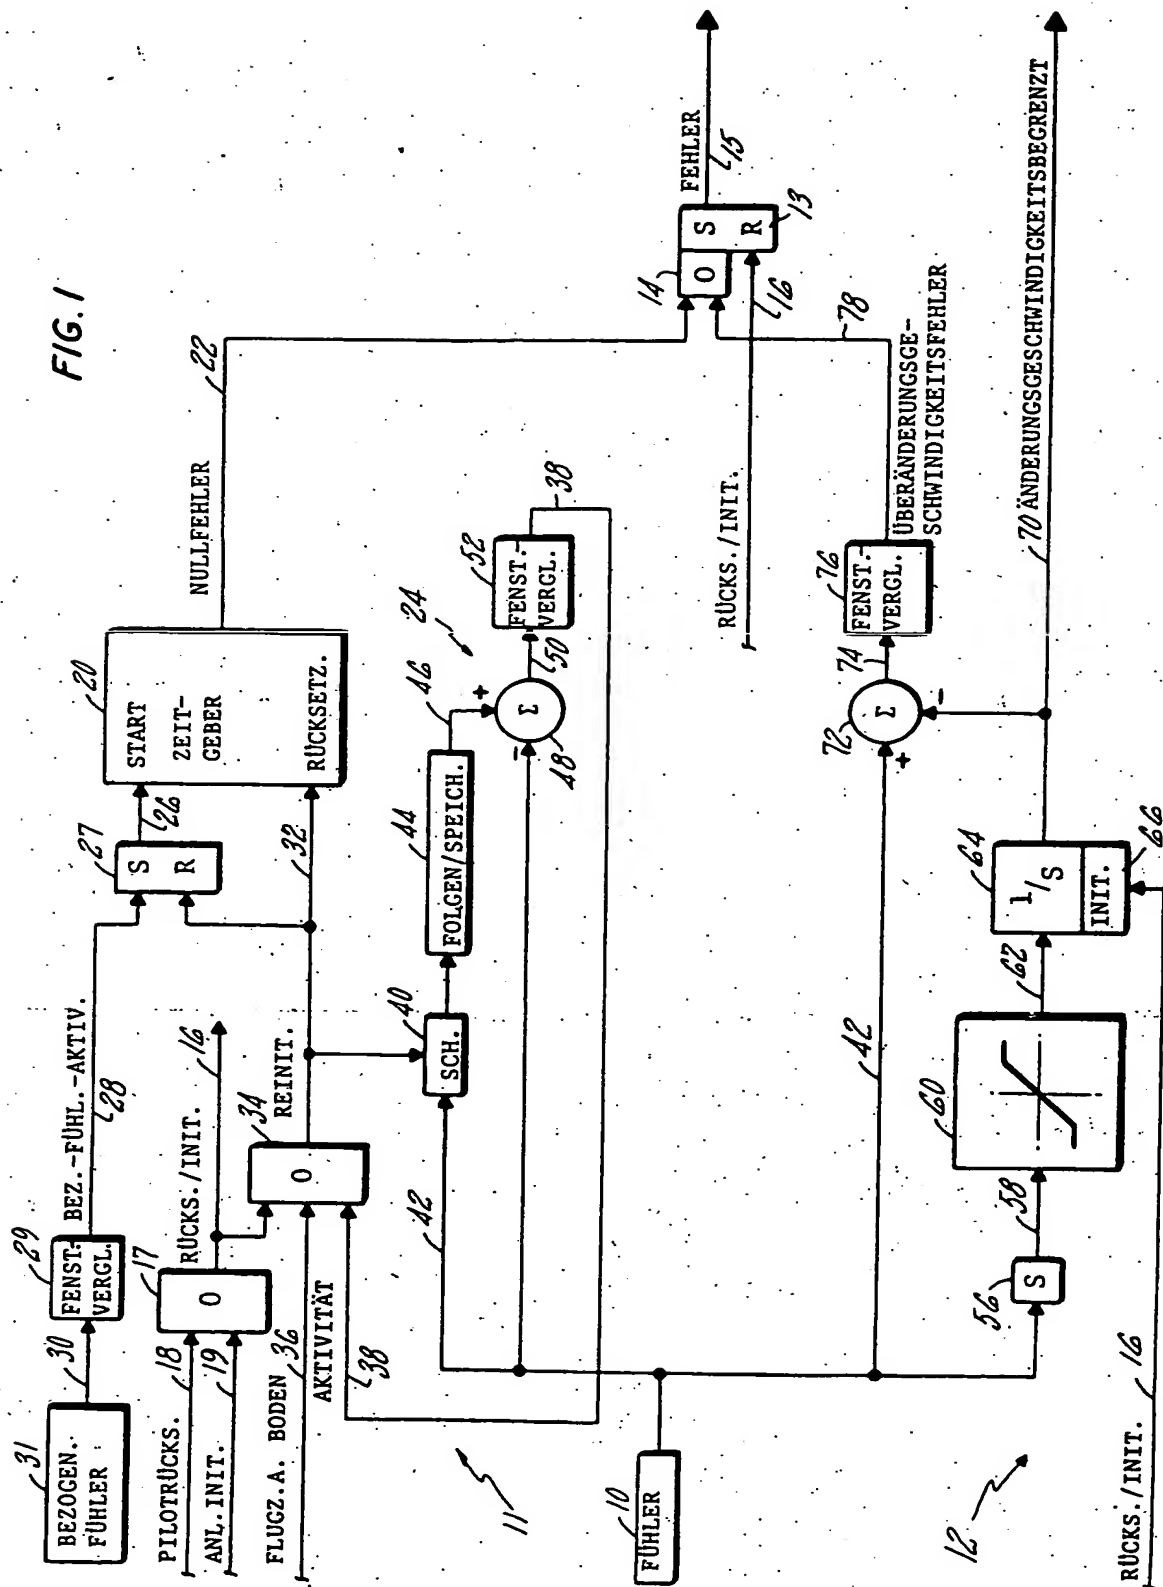 FIG. 1
31
BEZOGEN.
FÜHLER
30
29
FENST.-
VERGL.
BEZ.-FÜHL.-AKTIV.
28
27
S
R
26
20
START
ZEIT-
GEBER
RÜCKSETZ.
NULLFEHLER
22
PILOTRÜCKS.
18
ANL.INIT.
19
17
O
RÜCKS./INIT.
16
FLUGZ.A. BODEN
36
AKTIVITÄT
38
34
O
REINIT.
32
40
SCH.
42
44
FOLGEN/SPEICH.
46
24
+
-
Σ
48
50
52
FENST.-
VERGL.
38
11
10
FÜHLER
14
O
S
R
13
FEHLER
15
RÜCKS./INIT.
16
78
ÜBERÄNDERUNGSGE-
SCHWINDIGKEITSFEHLER
42
72
+
-
Σ
74
76
FENST.-
VERGL.
12
56
S
58
60
62
64
1/S
INIT.
66
70 ÄNDERUNGSGESCHWINDIGKEITSBEGRENZT
RÜCKS./INIT.
16